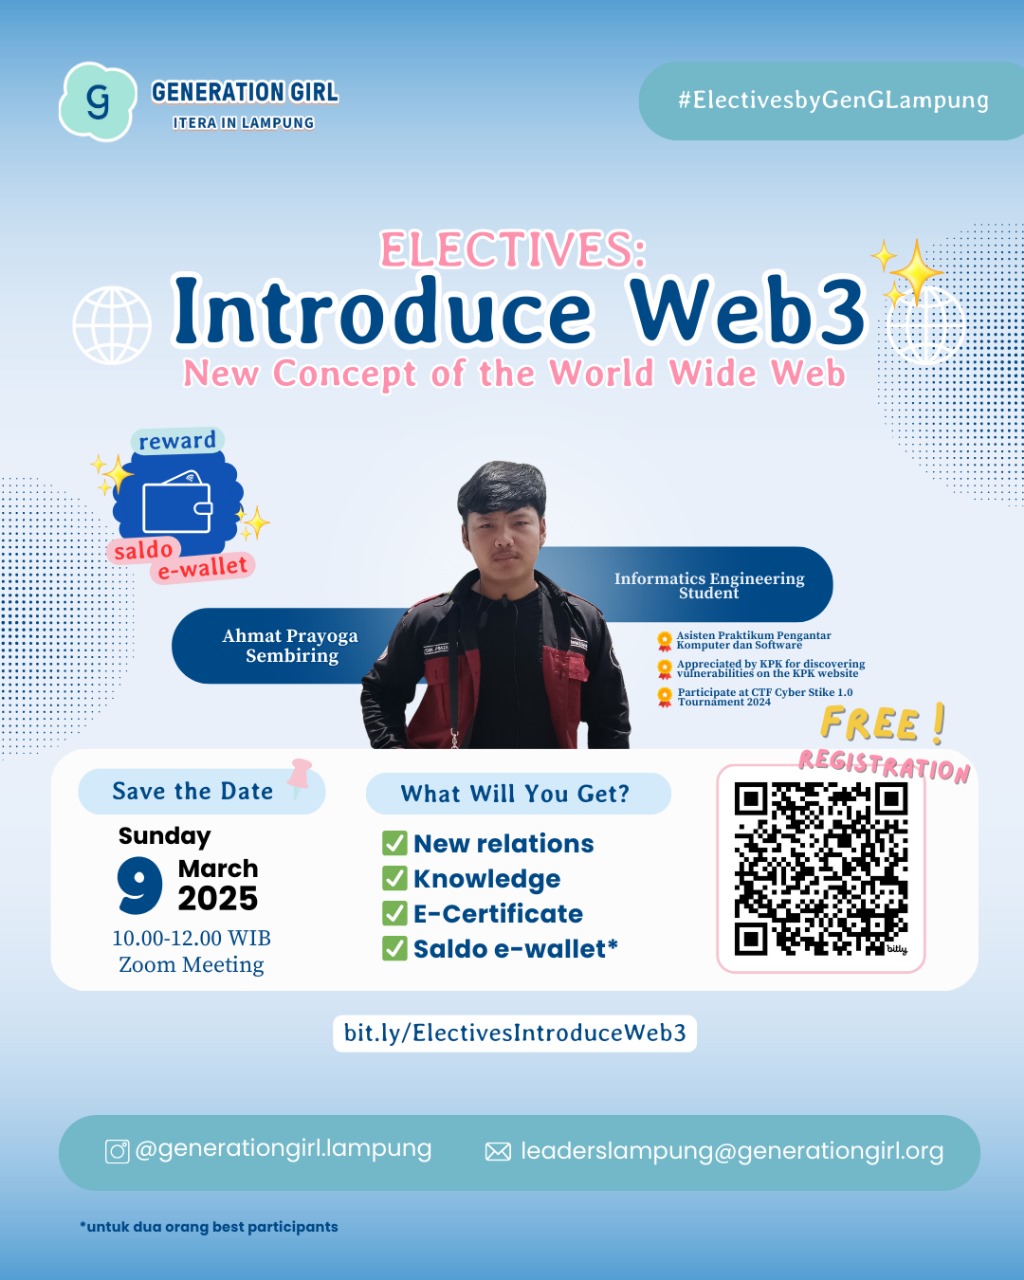 g
GENERATION GIRL
ITERA IN LAMPUNG
#ElectivesbyGenGLampung
ELECTIVES:
Introduce Web3
New Concept of the World Wide Web
reward
saldo
e-wallet
Informatics Engineering
Student
Ahmat Prayoga
Sembiring
Asisten Praktikum Pengantar
Komputer dan Software
Appreciated by KPK for discovering
vulnerabilities on the KPK website
Participate at CTF Cyber Stike 1.0
Tournament 2024
FREE !
REGISTRATION
Save the Date
Sunday
9 March
2025
10.00-12.00 WIB
Zoom Meeting
What Will You Get?
New relations
Knowledge
E-Certificate
Saldo e-wallet*
bitly
bit.ly/ElectivesIntroduceWeb3
@generationgirl.lampung
leaderslampung@generationgirl.org
*untuk dua orang best participants